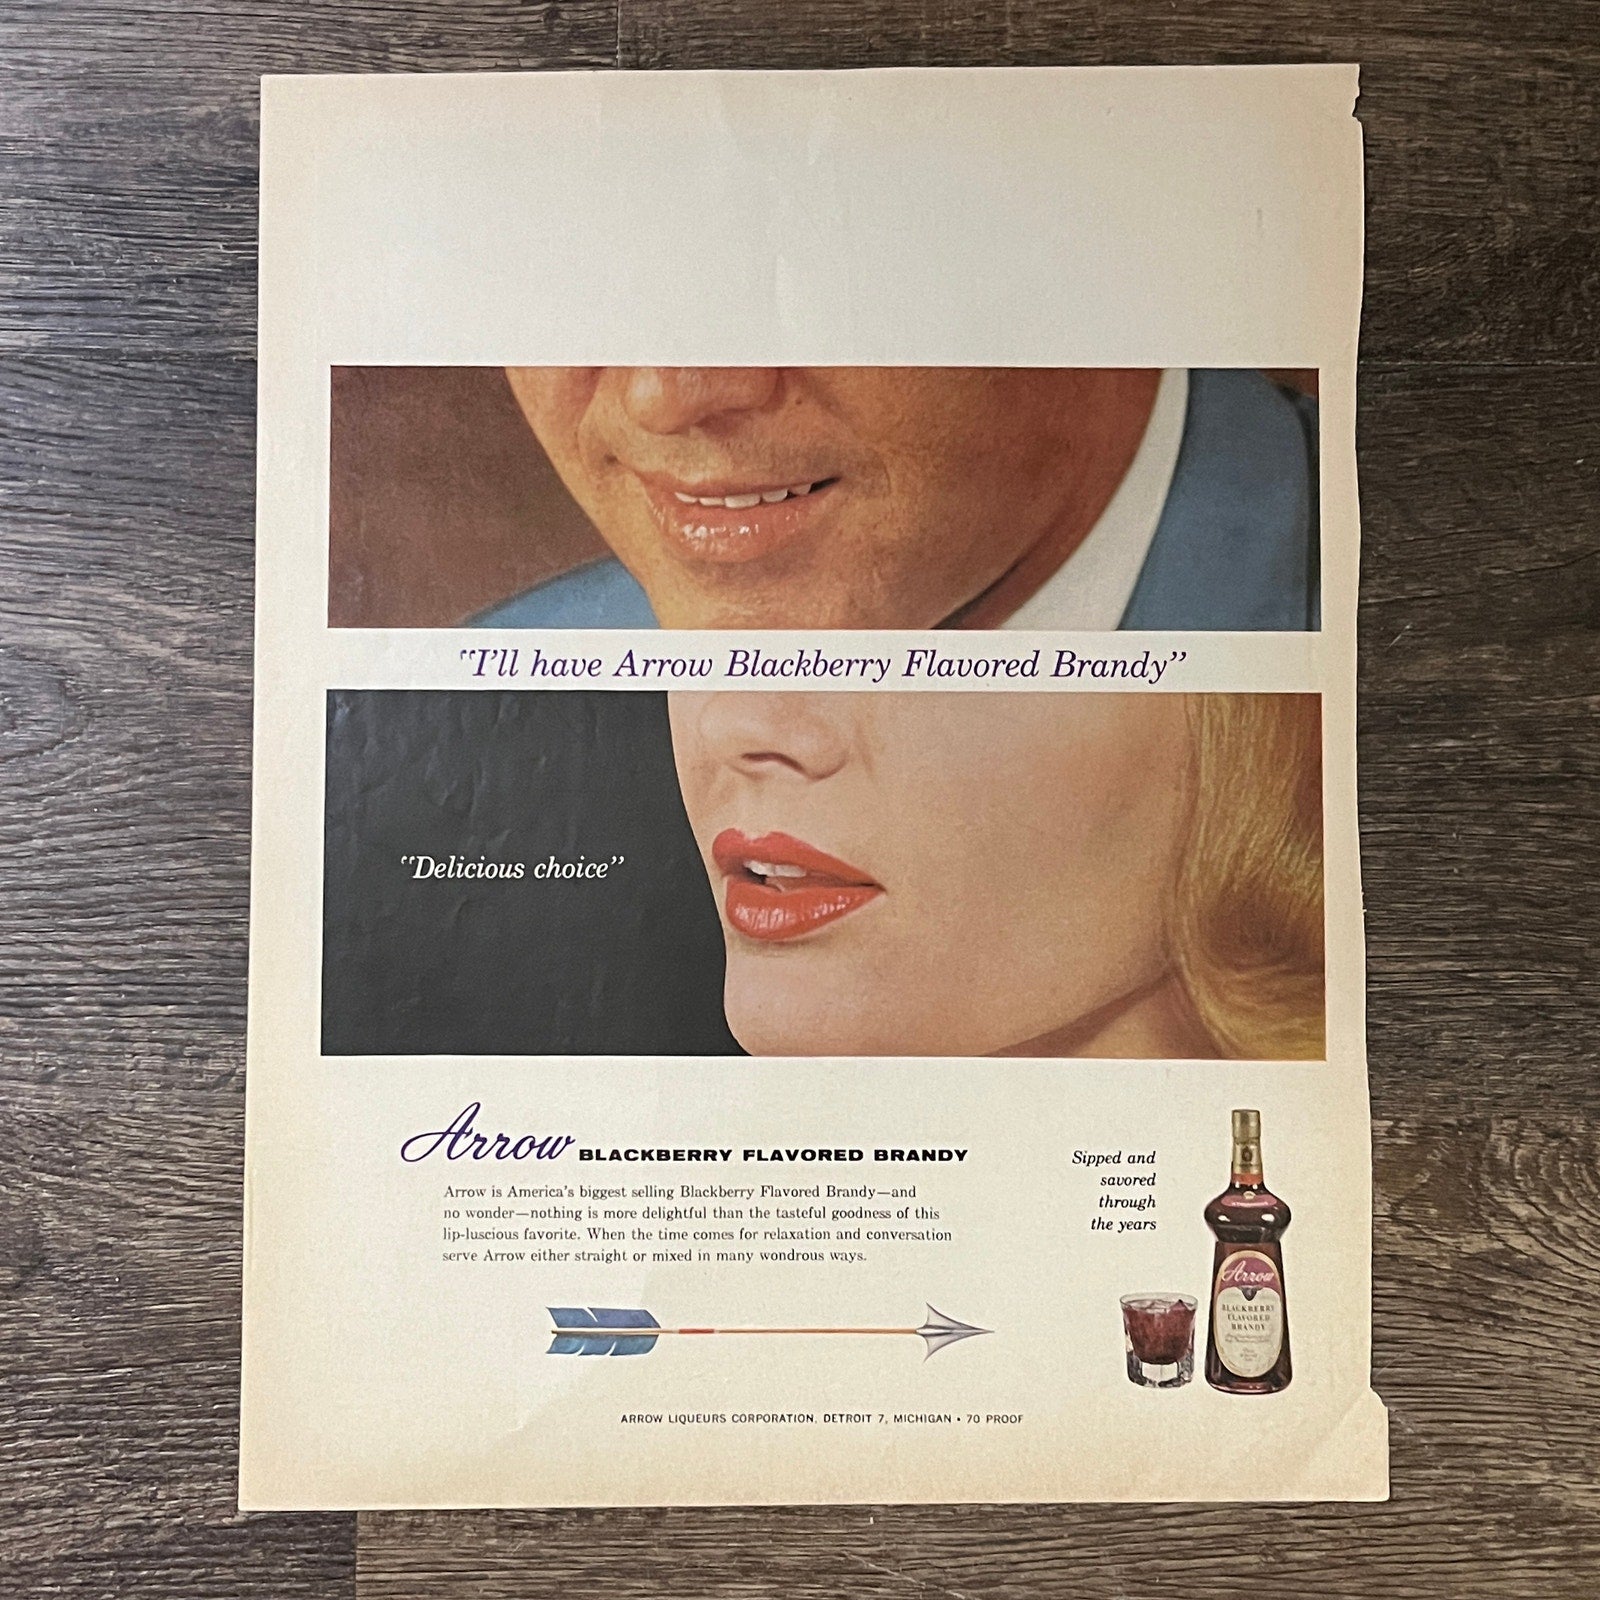 "I'll have Arrow Blackberry Flavored Brandy"
"Delicious choice"
Arrow BLACKBERRY FLAVORED BRANDY
Arrow is America's biggest selling Blackberry Flavored Brandy—and
no wonder—nothing is more delightful than the tasteful goodness of this
lip-luscious favorite. When the time comes for relaxation and conversation
serve Arrow either straight or mixed in many wondrous ways.
Sipped and
savored
through
the years
Arrow
BLACKBERRY
FLAVORED
BRANDY
ARROW LIQUEURS CORPORATION, DETROIT 7, MICHIGAN • 70 PROOF